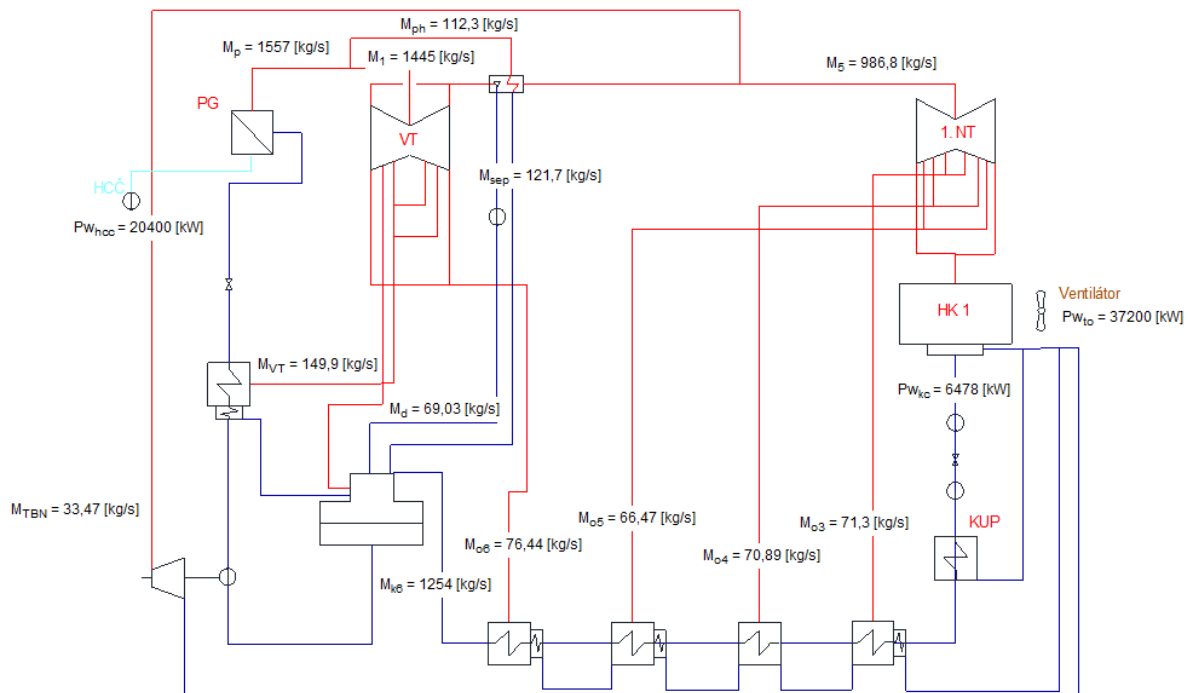 M_ph = 112,3 [kg/s]
M_p = 1557 [kg/s]
M_1 = 1445 [kg/s]
M_5 = 986,8 [kg/s]
PG
VT
1. NT
M_sep = 121,7 [kg/s]
HCČ
Pw_hcc = 20400 [kW]
HK 1
Ventilátor
Pw_to = 37200 [kW]
M_VT = 149,9 [kg/s]
Pw_kc = 6478 [kW]
M_d = 69,03 [kg/s]
M_TBN = 33,47 [kg/s]
M_o6 = 76,44 [kg/s]
M_o5 = 66,47 [kg/s]
M_o4 = 70,89 [kg/s]
M_o3 = 71,3 [kg/s]
KUP
M_k6 = 1254 [kg/s]